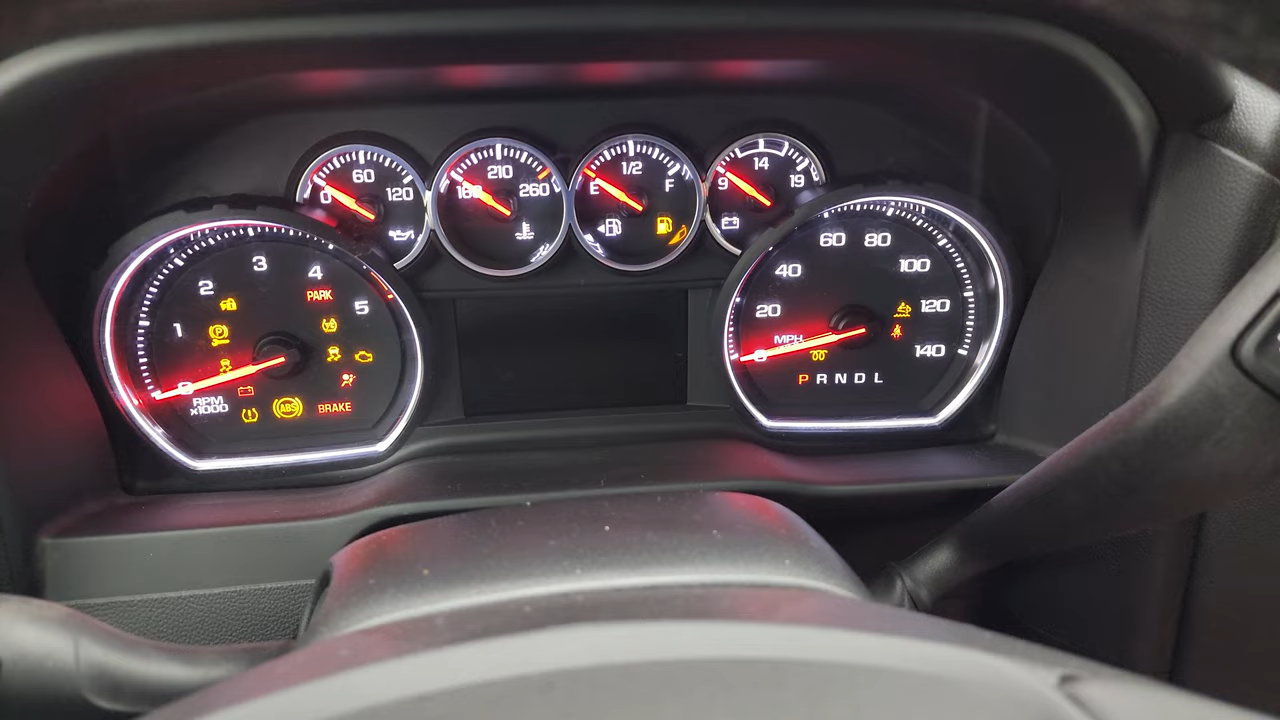 0 60 120
160 210 260
E 1/2 F
9 14 19
0 1 2 3 4 5
PARK
P
RPM
x1000
ABS
BRAKE
0 20 40 60 80 100 120 140
MPH
P R N D L